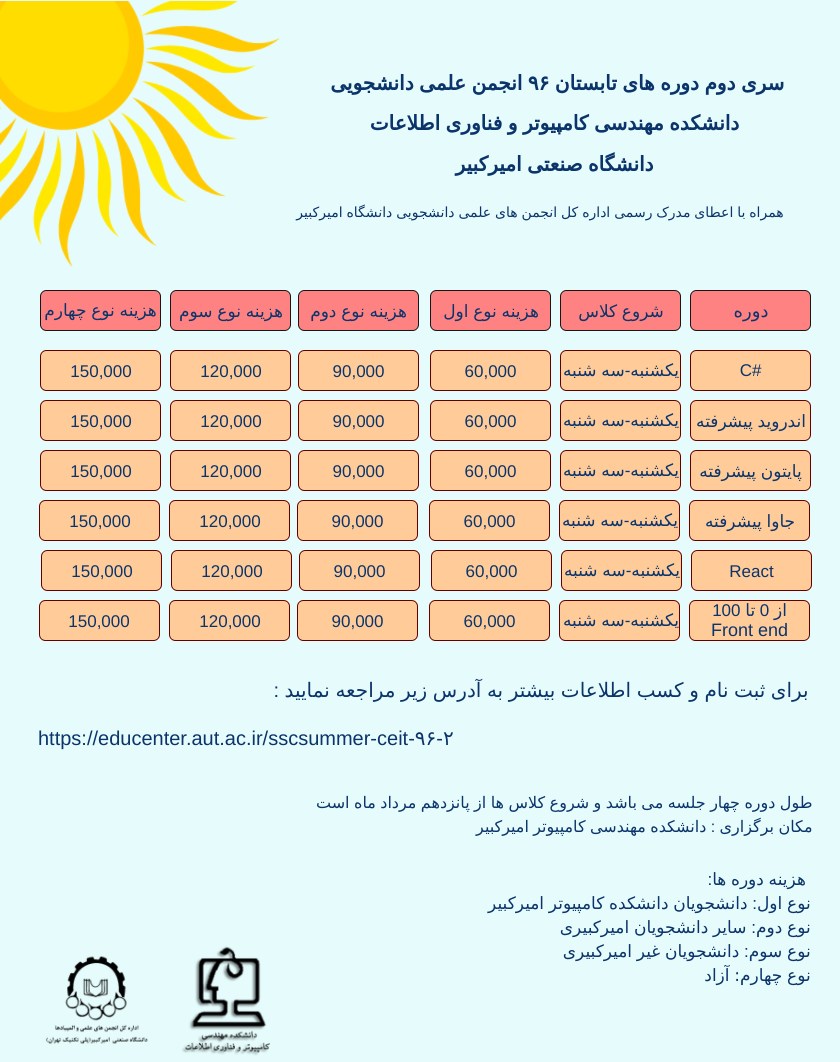 سری دوم دوره های تابستان ۹۶ انجمن علمی دانشجویی
دانشکده مهندسی کامپیوتر و فناوری اطلاعات
دانشگاه صنعتی امیرکبیر
همراه با اعطای مدرک رسمی اداره کل انجمن های علمی دانشجویی دانشگاه امیرکبیر
دوره شروع کلاس هزینه نوع اول هزینه نوع دوم هزینه نوع سوم هزینه نوع چهارم
C# یکشنبه-سه شنبه 60,000 90,000 120,000 150,000
اندروید پیشرفته یکشنبه-سه شنبه 60,000 90,000 120,000 150,000
پایتون پیشرفته یکشنبه-سه شنبه 60,000 90,000 120,000 150,000
جاوا پیشرفته یکشنبه-سه شنبه 60,000 90,000 120,000 150,000
React یکشنبه-سه شنبه 60,000 90,000 120,000 150,000
از 0 تا 100
Front end یکشنبه-سه شنبه 60,000 90,000 120,000 150,000
برای ثبت نام و کسب اطلاعات بیشتر به آدرس زیر مراجعه نمایید :
https://educenter.aut.ac.ir/sscsummer-ceit-۹۶-۲
طول دوره چهار جلسه می باشد و شروع کلاس ها از پانزدهم مرداد ماه است
مکان برگزاری : دانشکده مهندسی کامپیوتر امیرکبیر
هزینه دوره ها:
نوع اول: دانشجویان دانشکده کامپیوتر امیرکبیر
نوع دوم: سایر دانشجویان امیرکبیری
نوع سوم: دانشجویان غیر امیرکبیری
نوع چهارم: آزاد
دانشکده مهندسی
کامپیوتر و فناوری اطلاعات
اداره کل انجمن های علمی و المپیادها
دانشگاه صنعتی امیرکبیر(پلی تکنیک تهران)